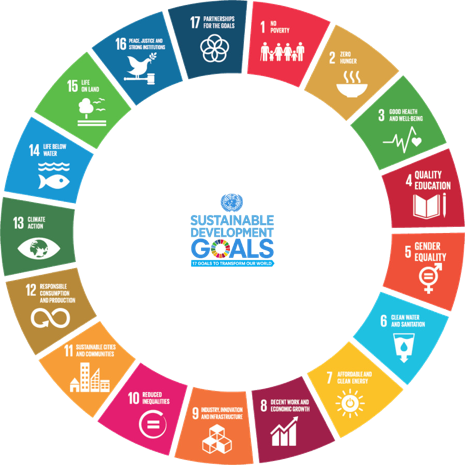 1 NO
POVERTY
2 ZERO
HUNGER
3 GOOD HEALTH
AND WELL-BEING
4 QUALITY
EDUCATION
5 GENDER
EQUALITY
6 CLEAN WATER
AND SANITATION
7 AFFORDABLE AND
CLEAN ENERGY
8 DECENT WORK AND
ECONOMIC GROWTH
9 INDUSTRY, INNOVATION
AND INFRASTRUCTURE
10 REDUCED
INEQUALITIES
11 SUSTAINABLE CITIES
AND COMMUNITIES
12 RESPONSIBLE
CONSUMPTION
AND PRODUCTION
13 CLIMATE
ACTION
14 LIFE BELOW
WATER
15 LIFE
ON LAND
16 PEACE, JUSTICE AND
STRONG INSTITUTIONS
17 PARTNERSHIPS
FOR THE GOALS
SUSTAINABLE
DEVELOPMENT
GOALS
17 GOALS TO TRANSFORM OUR WORLD